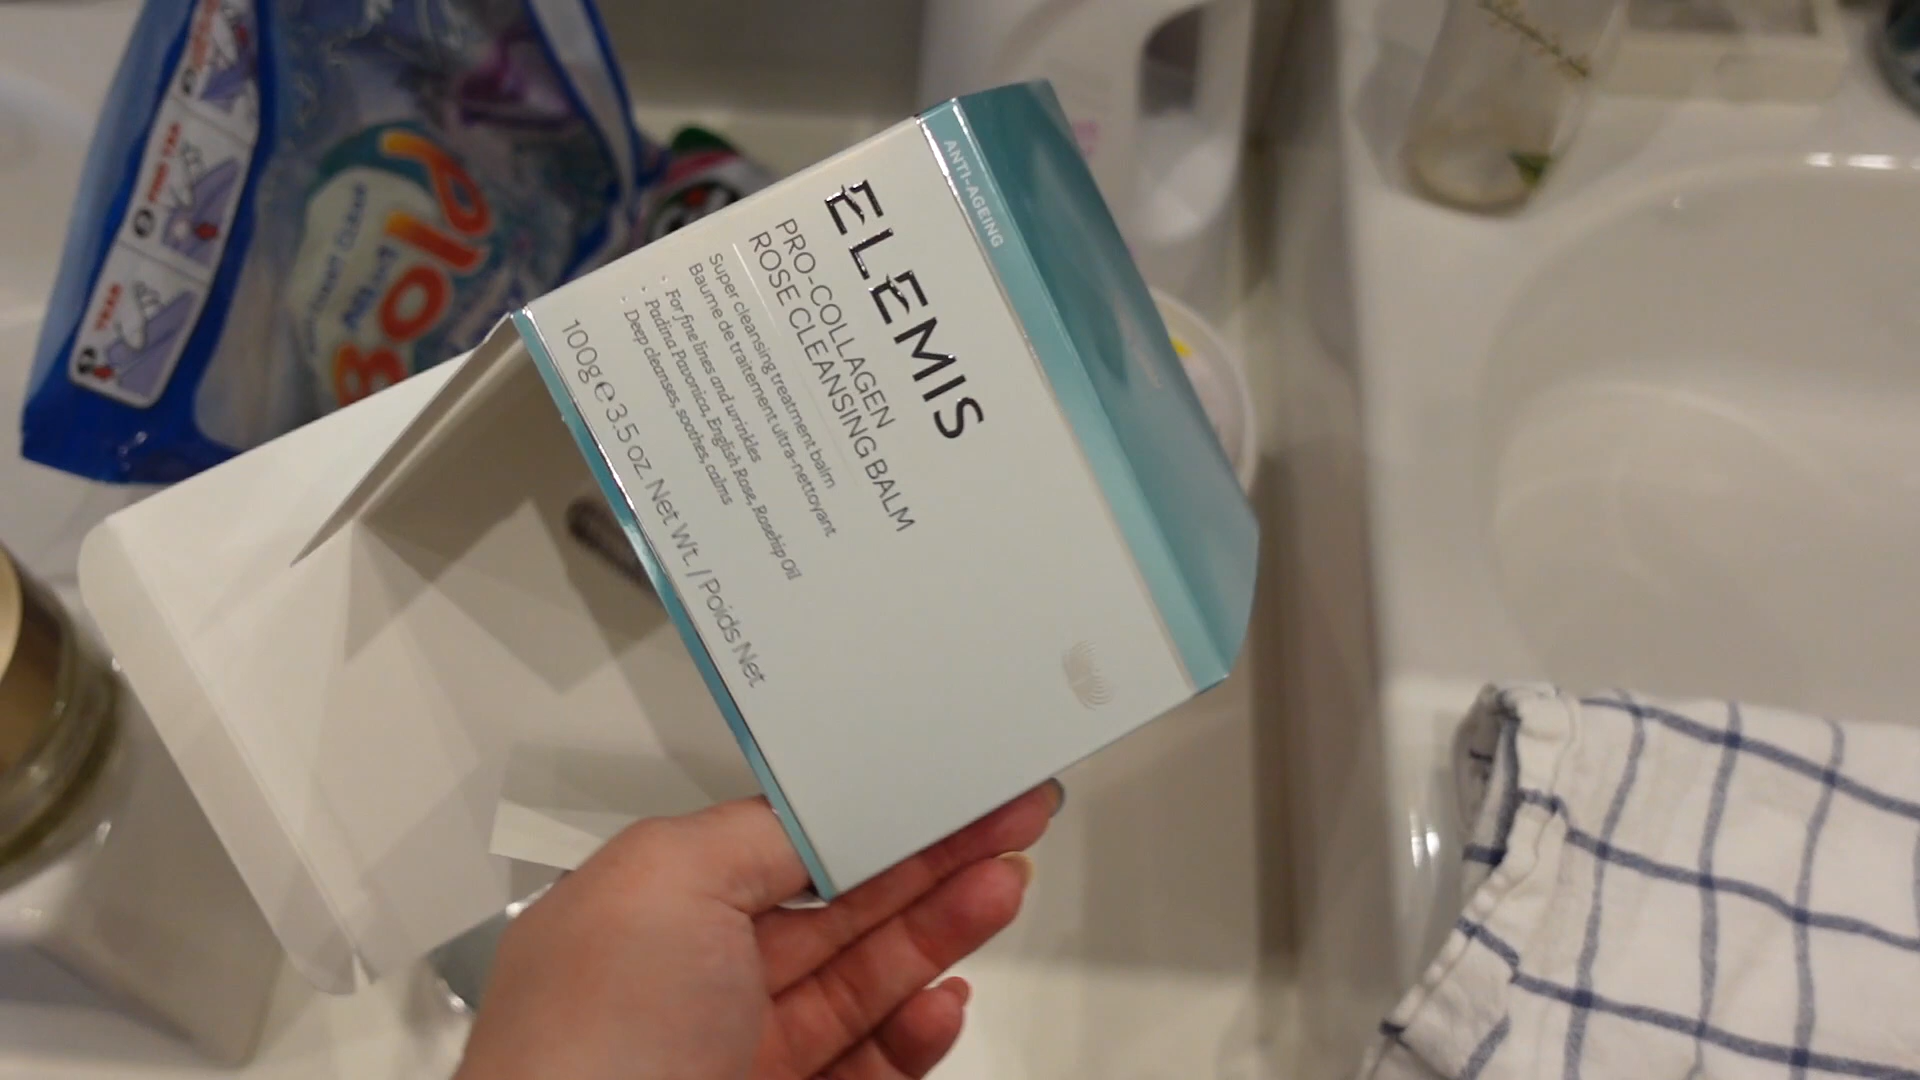 ANTI-AGEING
ELEMIS
PRO-COLLAGEN
ROSE CLEANSING BALM
Super cleansing treatment balm
Baume de traitement ultra-nettoyant
· For fine lines and wrinkles
· Padina Pavonica, English Rose, Rosehip Oil
· Deep cleanses, soothes, calms
100g e 3.5 oz. Net Wt. / Poids Net
Bold